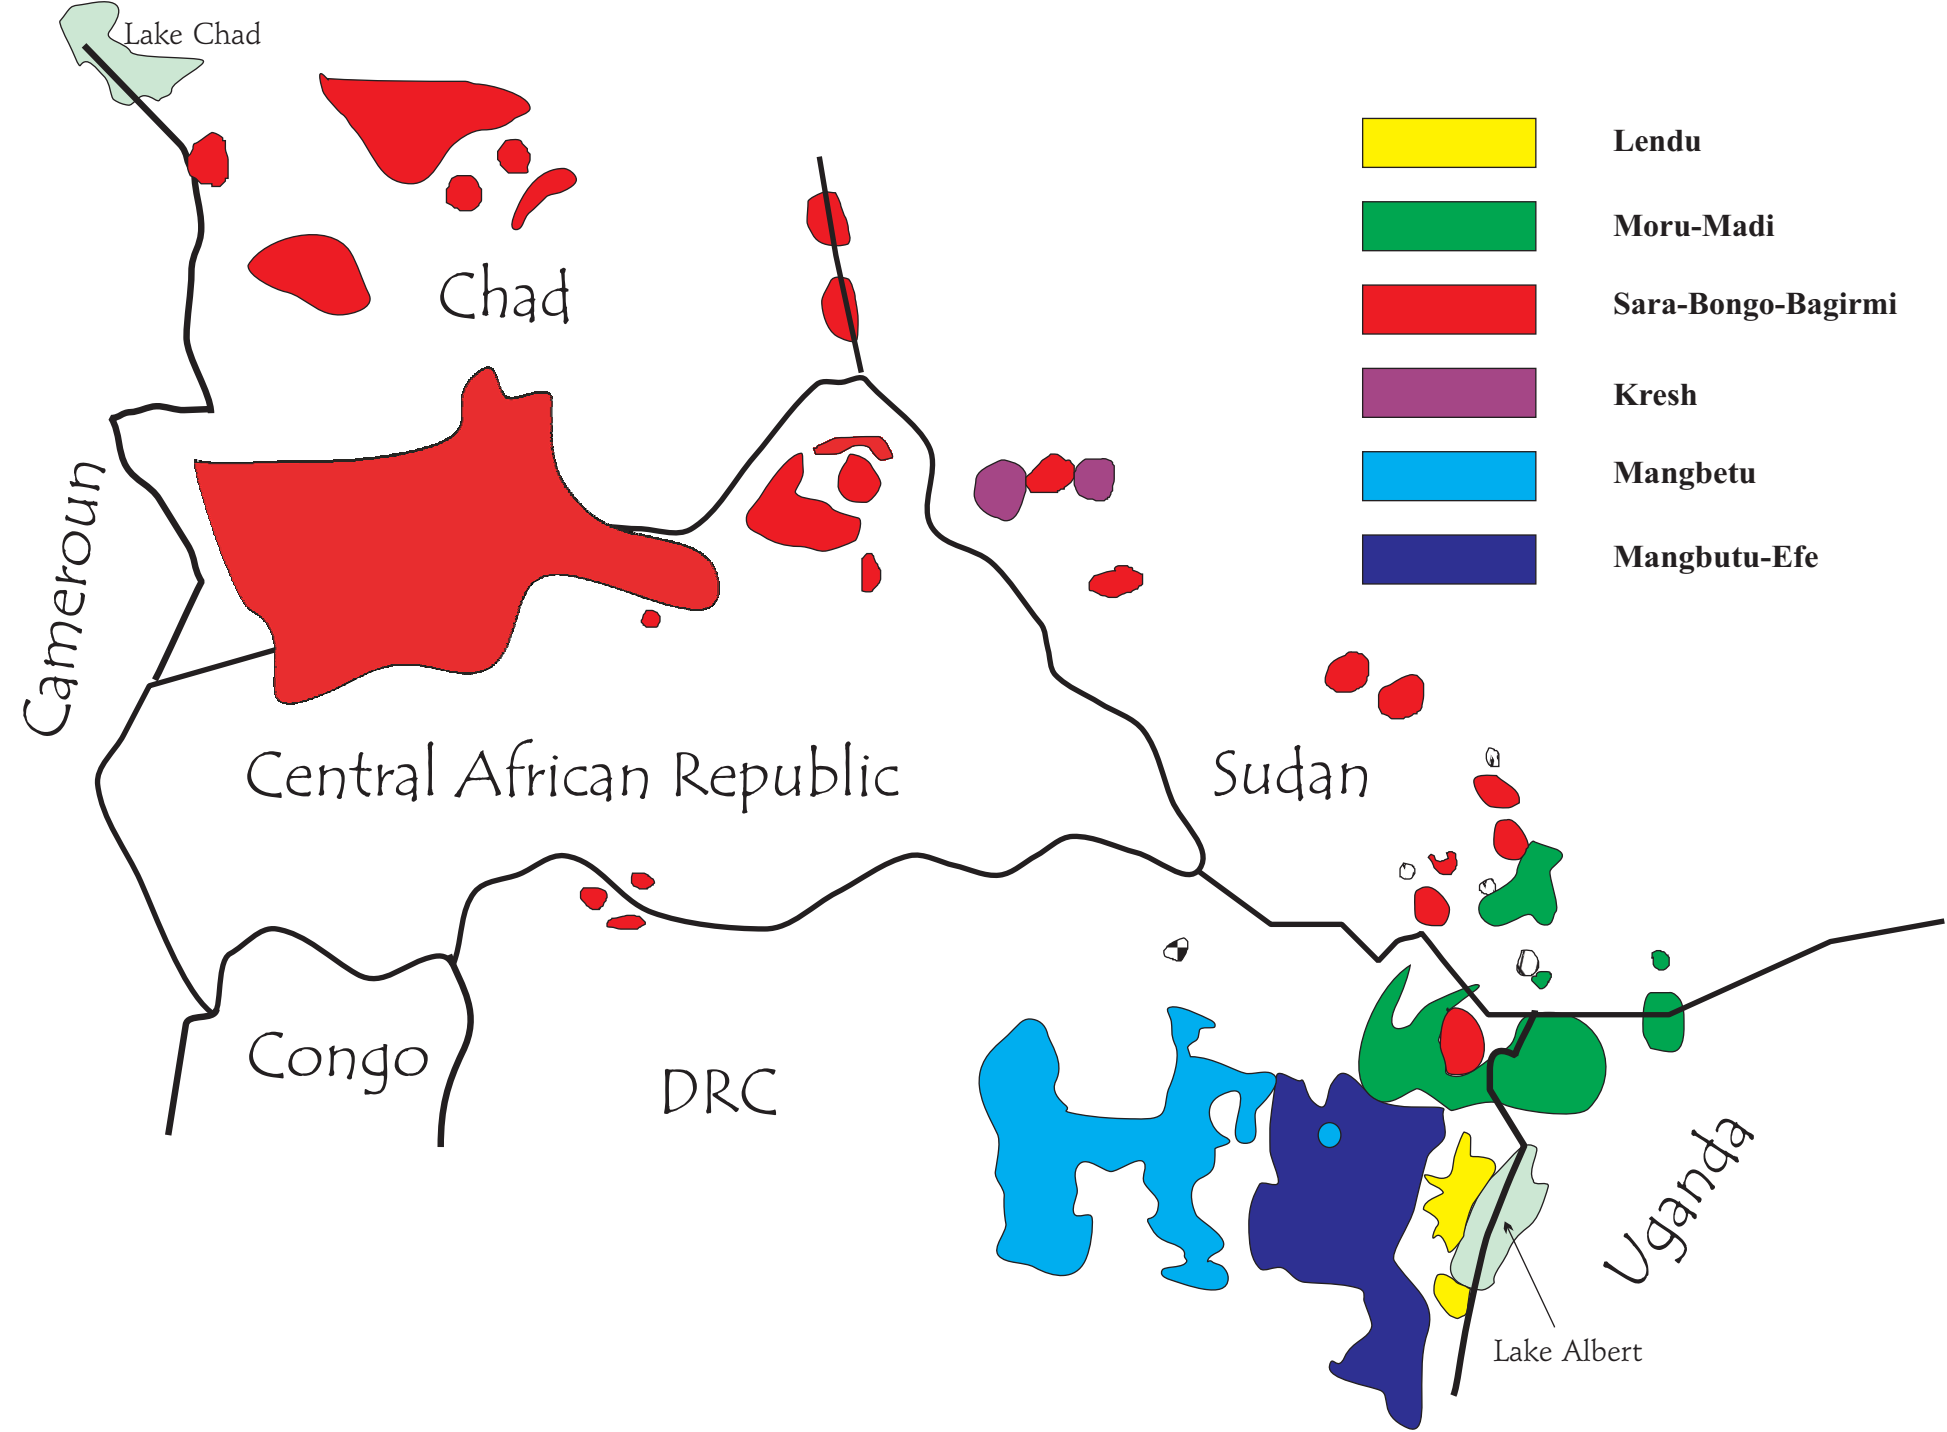 Lake Chad
Lendu
Moru-Madi
Chad
Sara-Bongo-Bagirmi
Kresh
Mangbetu
Cameroun
Mangbutu-Efe
Central African Republic
Sudan
Congo
DRC
Uganda
Lake Albert